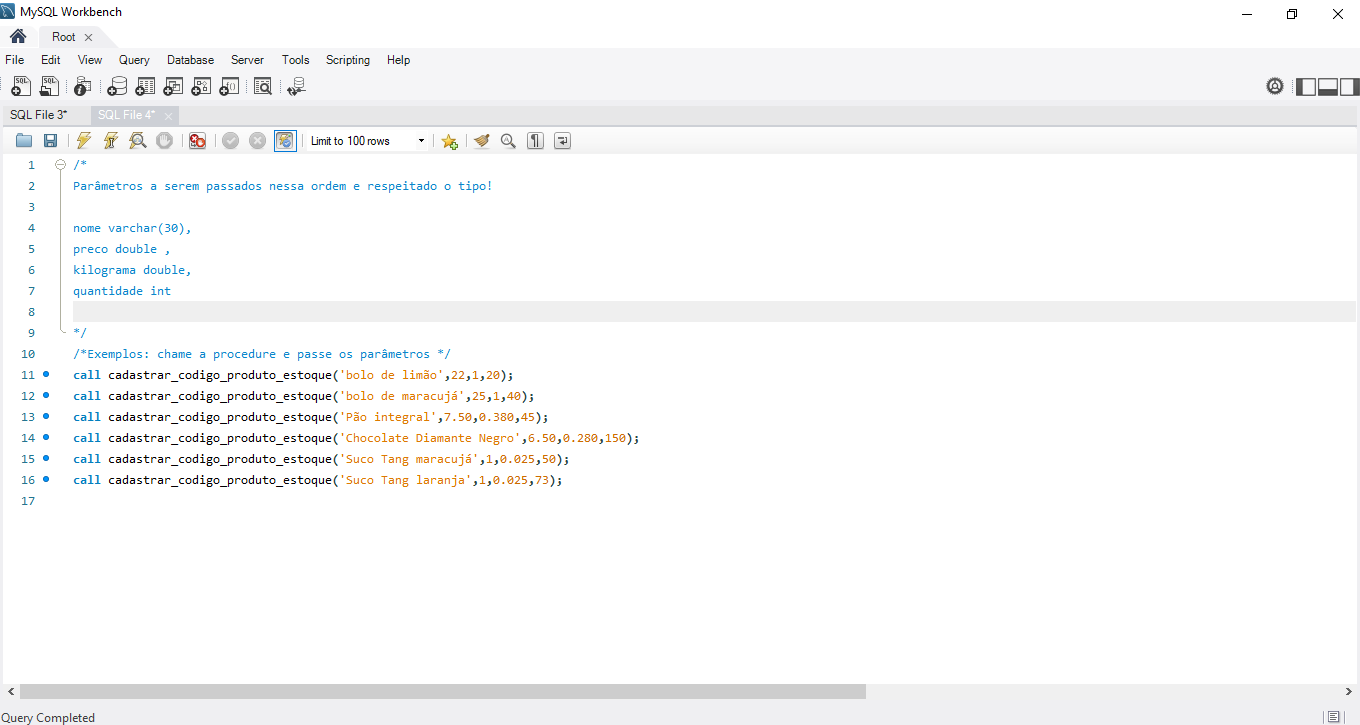 MySQL Workbench
Root
File Edit View Query Database Server Tools Scripting Help
SQL File 3* SQL File 4*
Limit to 100 rows
1 /*
2 Parâmetros a serem passados nessa ordem e respeitado o tipo!
3
4 nome varchar(30),
5 preco double ,
6 kilograma double,
7 quantidade int
8
9 */
10 /*Exemplos: chame a procedure e passe os parâmetros */
11 call cadastrar_codigo_produto_estoque('bolo de limão',22,1,20);
12 call cadastrar_codigo_produto_estoque('bolo de maracujá',25,1,40);
13 call cadastrar_codigo_produto_estoque('Pão integral',7.50,0.380,45);
14 call cadastrar_codigo_produto_estoque('Chocolate Diamante Negro',6.50,0.280,150);
15 call cadastrar_codigo_produto_estoque('Suco Tang maracujá',1,0.025,50);
16 call cadastrar_codigo_produto_estoque('Suco Tang laranja',1,0.025,73);
17
Query Completed